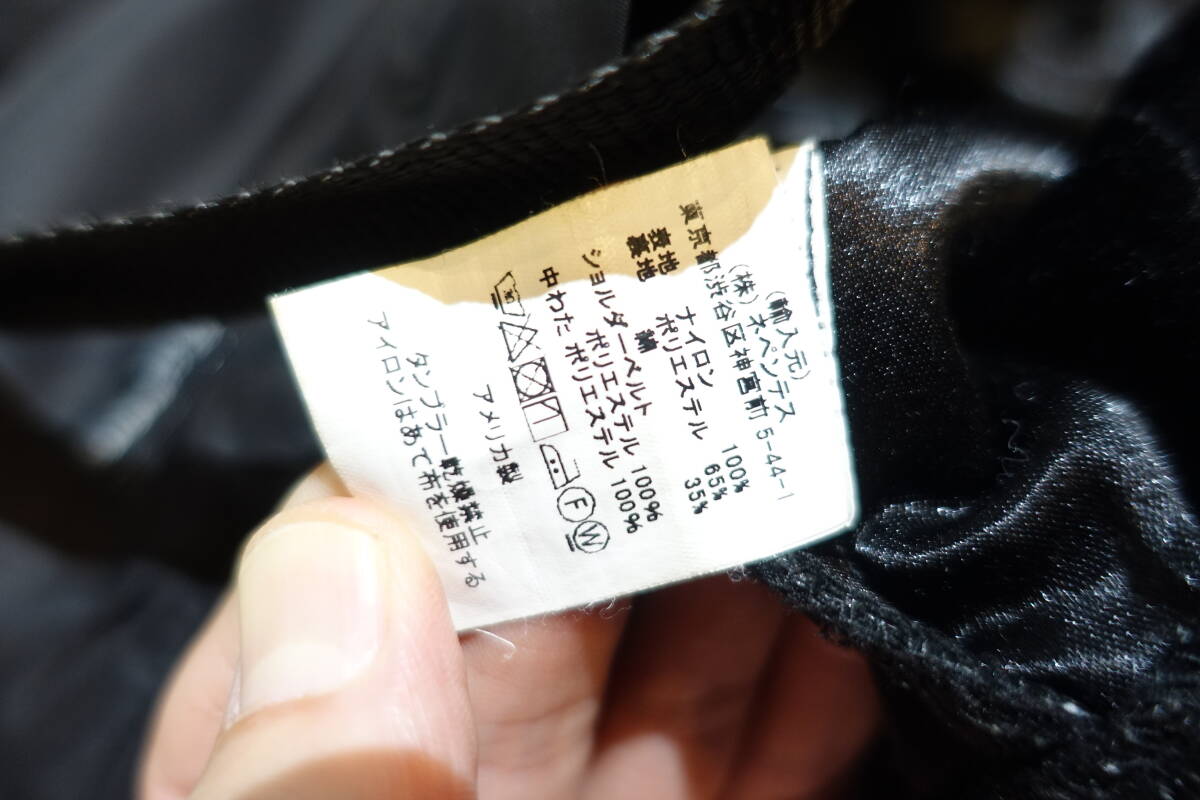 (輸入元)
(株)ネペンテス
東京都渋谷区神宮前 5-44-1
表地 ナイロン 100%
裏地 ポリエステル 65%
綿 35%
ショルダーベルト
ポリエステル 100%
中わた ポリエステル 100%
F W
アメリカ製
タンブラー乾燥禁止
アイロンはあて布を使用する